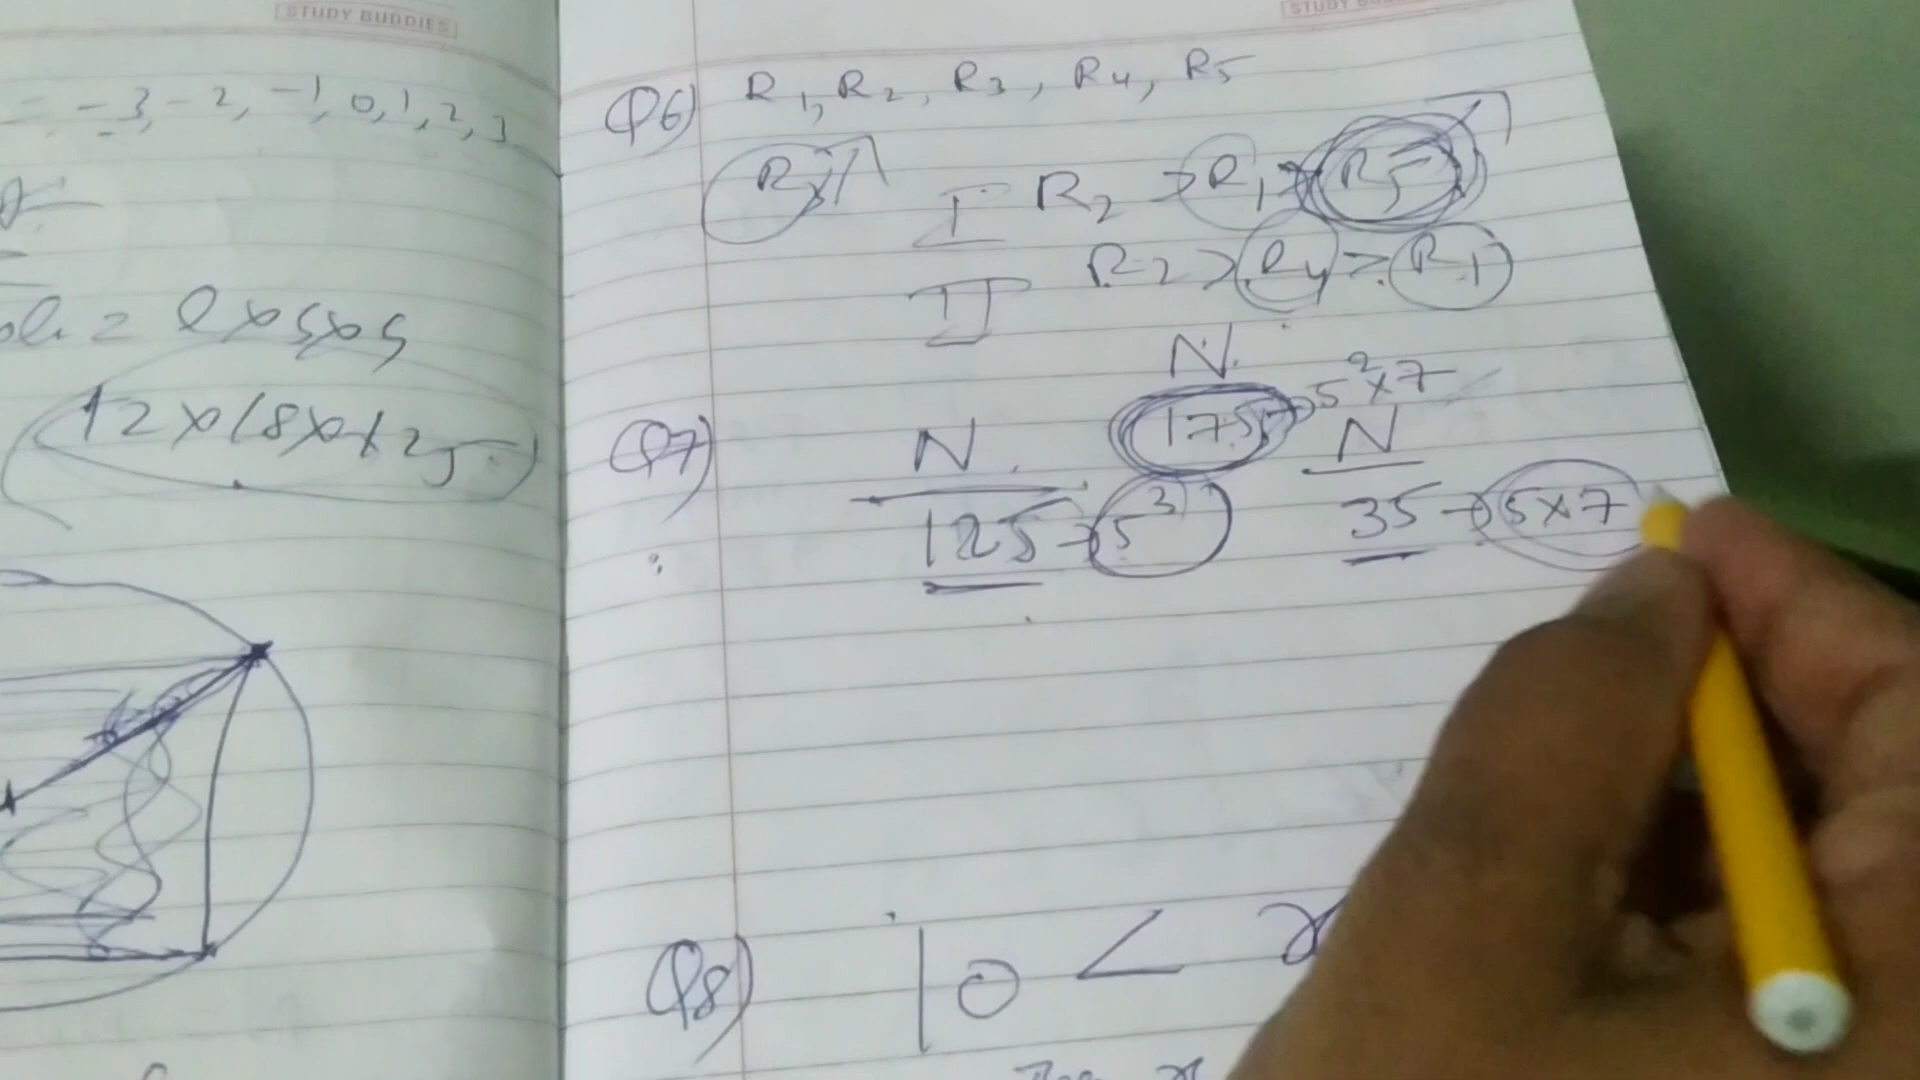 STUDY BUDDIES
= -3, -2, -1, 0, 1, 2, 3
= 2×5×5
12×18×125
STUDY
Q6) R1, R2, R3, R4, R5
I R2 > R1 > R5
II R2 > R4 > R1
N
175 → 5²×7
Q7) N N
125 → 5³ 35 → 5×7
Q8) 10 < x